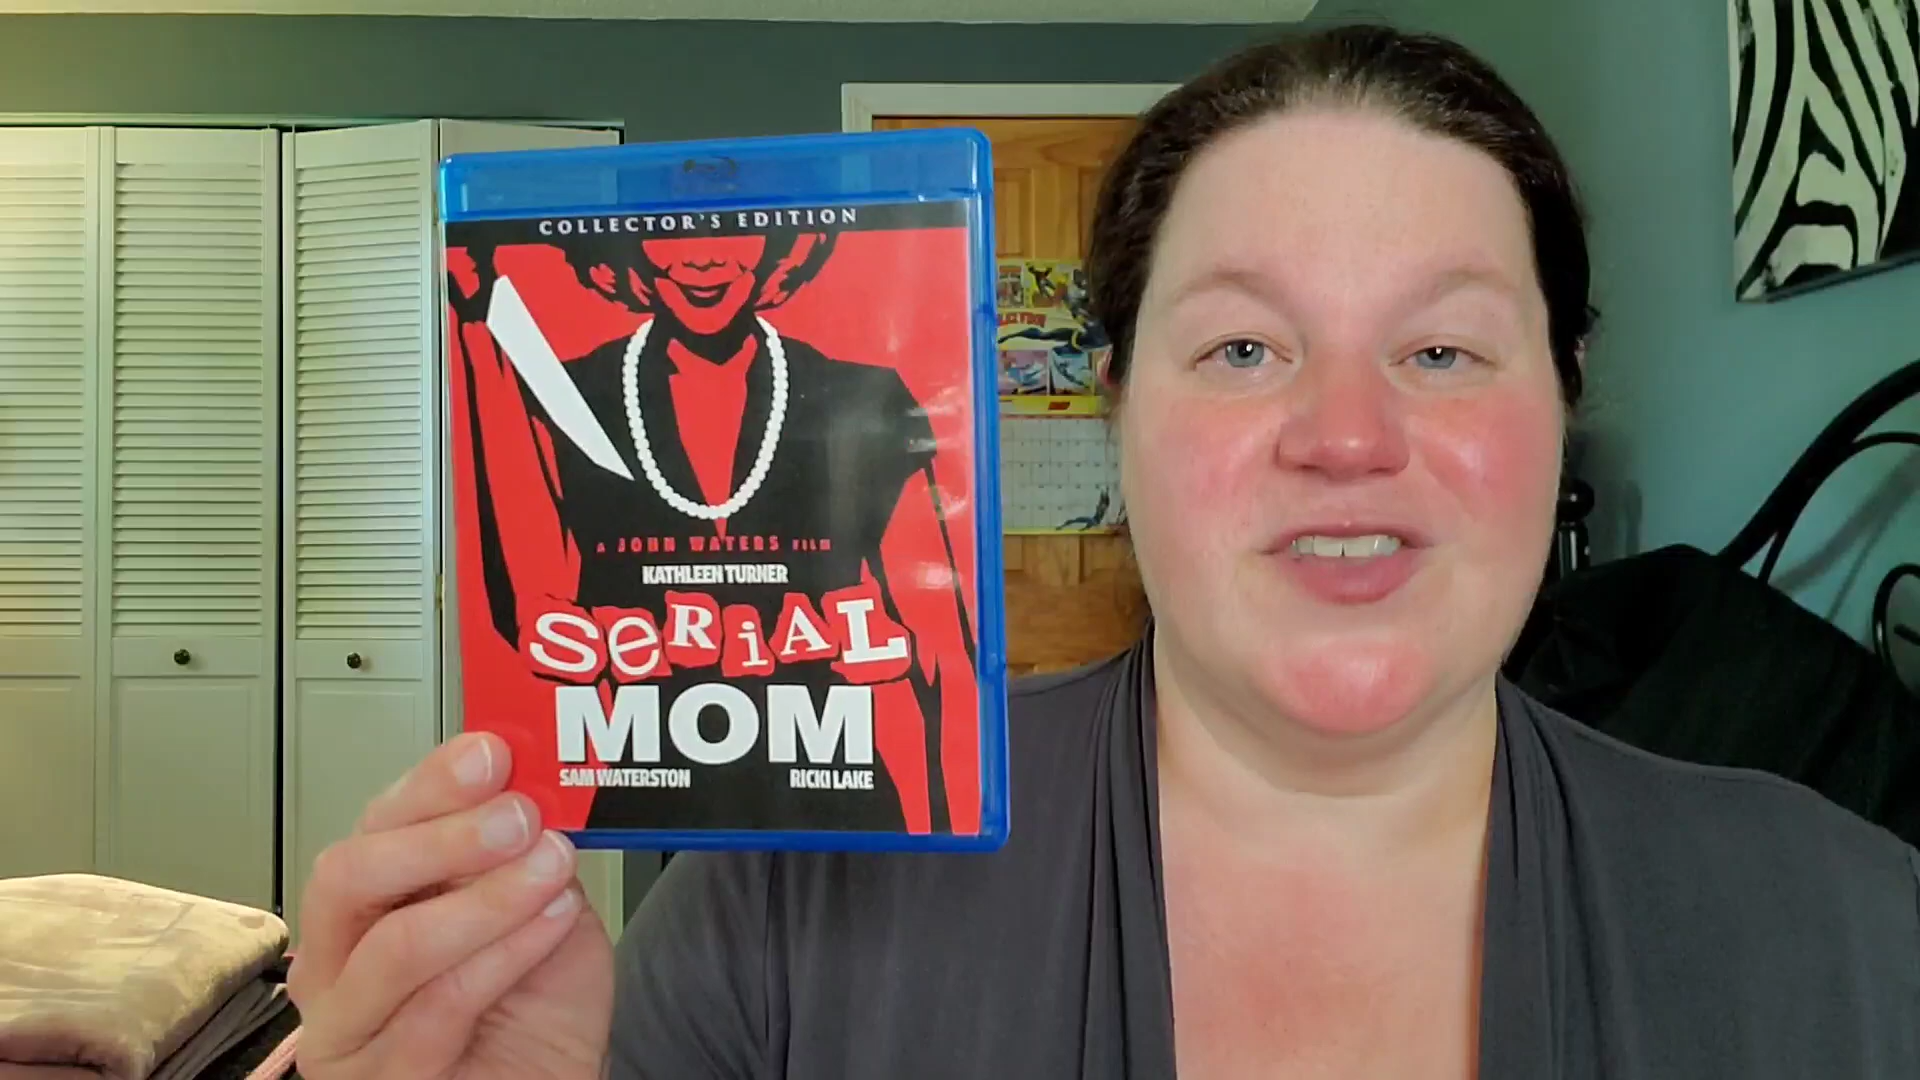 COLLECTOR'S EDITION
A JOHN WATERS FILM
KATHLEEN TURNER
SERiAL
MOM
SAM WATERSTON
RICKI LAKE